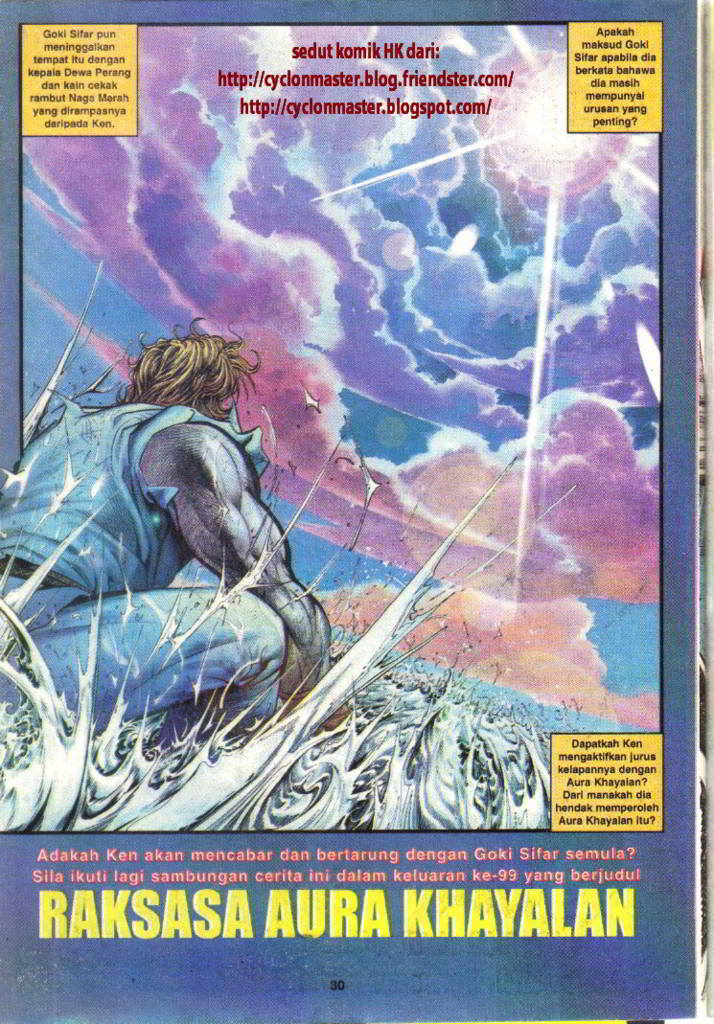 Goki Sifar pun
meninggalkan
tempat itu dengan
kepala Dewa Perang
dan kain cekak
rambut Naga Merah
yang dirampasnya
daripada Ken.
sedut komik HK dari:
http://cyclonmaster.blog.friendster.com/
http://cyclonmaster.blogspot.com/
Apakah
maksud Goki
Sifar apabila dia
berkata bahawa
dia masih
mempunyai
urusan yang
penting?
Dapatkah Ken
mengaktifkan jurus
kelapannya dengan
Aura Khayalan?
Dari manakah dia
hendak memperoleh
Aura Khayalan itu?
Adakah Ken akan mencabar dan bertarung dengan Goki Sifar semula?
Sila ikuti lagi sambungan cerita ini dalam keluaran ke-99 yang berjudul
RAKSASA AURA KHAYALAN
30